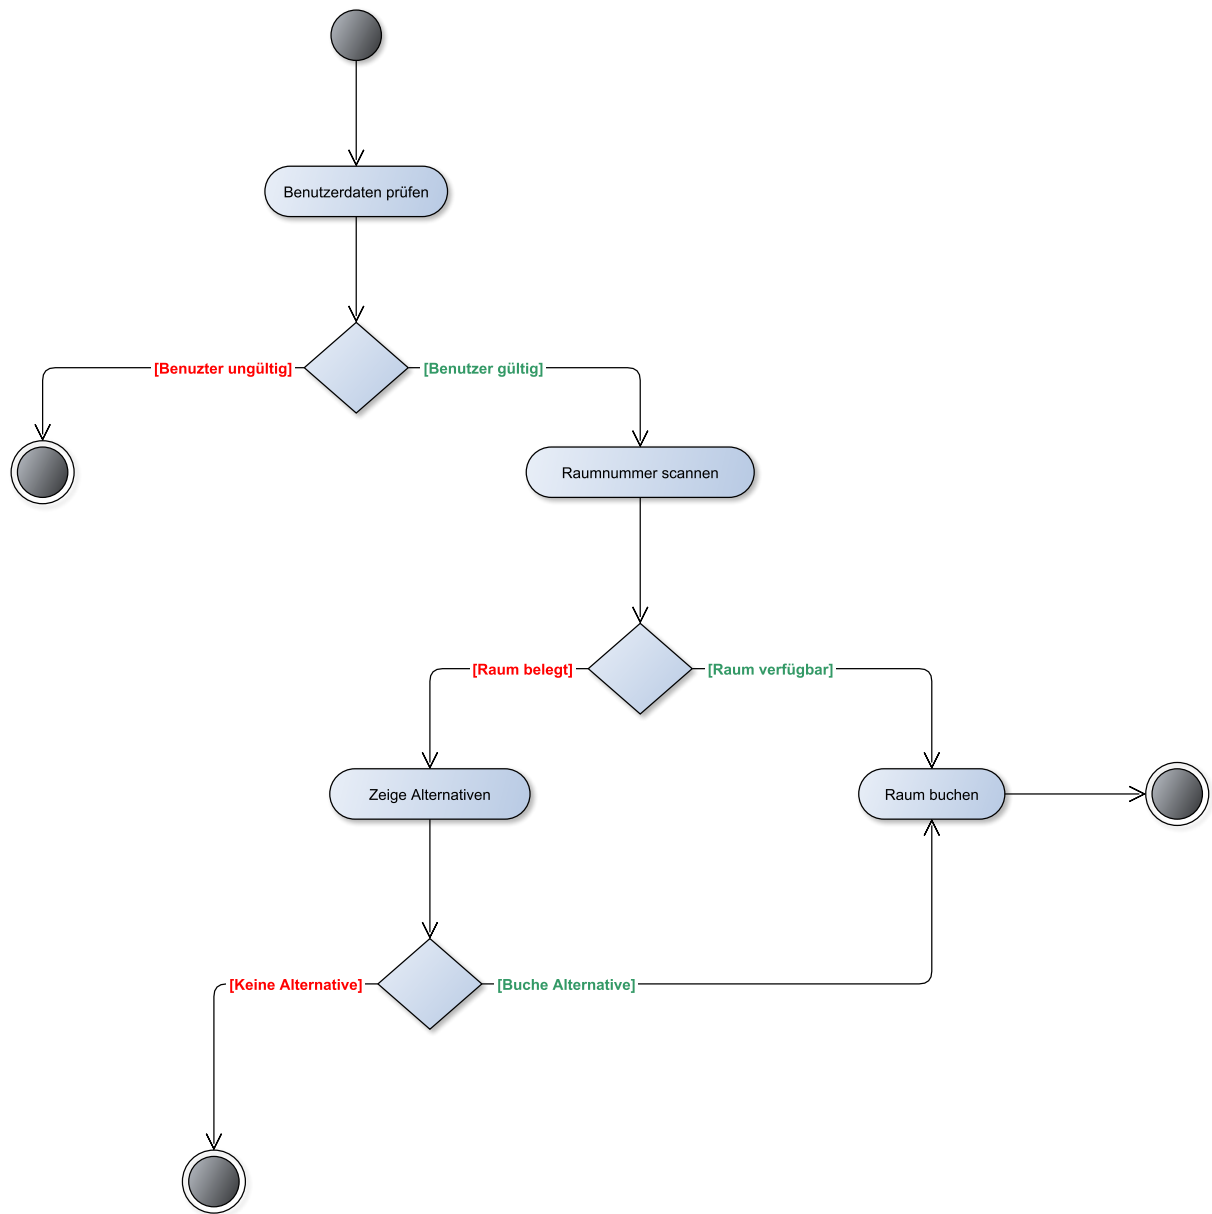 Benutzerdaten prüfen
[Benuzter ungültig]
[Benutzer gültig]
Raumnummer scannen
[Raum belegt]
[Raum verfügbar]
Zeige Alternativen
Raum buchen
[Keine Alternative]
[Buche Alternative]